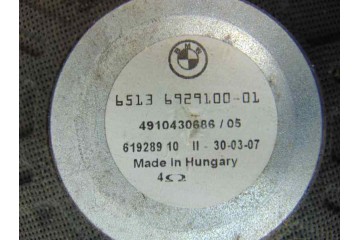 BMW
6513 6929100-01
4910430686 / 05
619289 10 II - 30-03-07
Made in Hungary